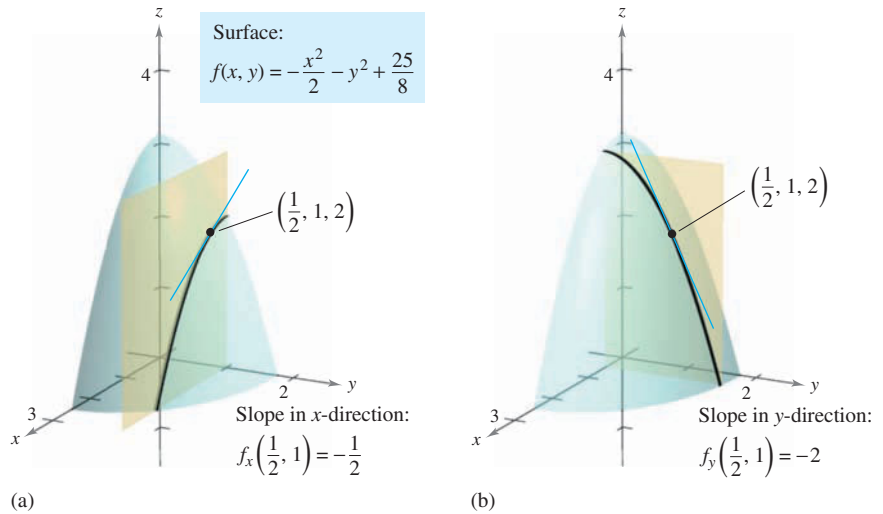 z
Surface:
f(x, y) = −x²/2 − y² + 25/8
4
(1/2, 1, 2)
2
y
3
x
Slope in x-direction:
f_x(1/2, 1) = −1/2
(a)
z
4
(1/2, 1, 2)
2
y
3
x
Slope in y-direction:
f_y(1/2, 1) = −2
(b)